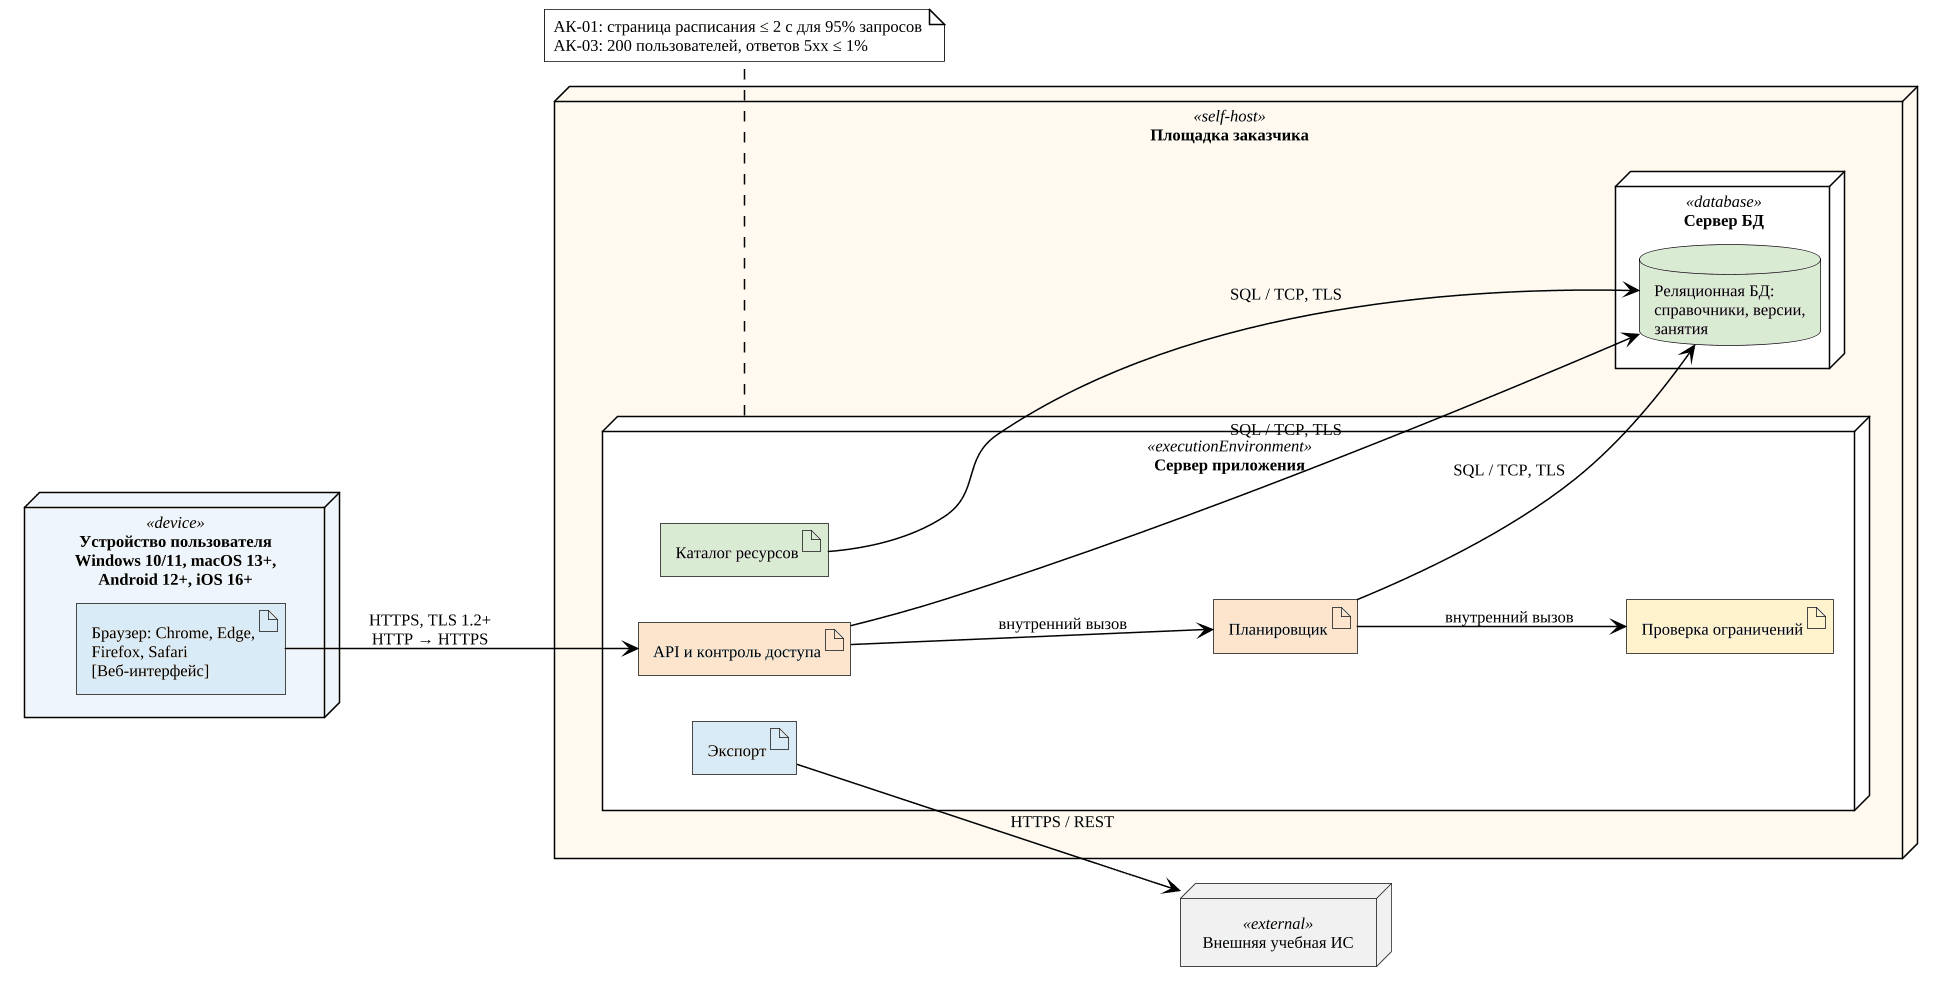 АК-01: страница расписания ≤ 2 с для 95% запросов
АК-03: 200 пользователей, ответов 5xx ≤ 1%
«self-host»
Площадка заказчика
«database»
Сервер БД
Реляционная БД:
справочники, версии,
занятия
SQL / TCP, TLS
SQL / TCP, TLS
«executionEnvironment»
Сервер приложения
SQL / TCP, TLS
«device»
Устройство пользователя
Windows 10/11, macOS 13+,
Android 12+, iOS 16+
Браузер: Chrome, Edge,
Firefox, Safari
[Веб-интерфейс]
HTTPS, TLS 1.2+
HTTP → HTTPS
Каталог ресурсов
API и контроль доступа
внутренний вызов
Планировщик
внутренний вызов
Проверка ограничений
Экспорт
HTTPS / REST
«external»
Внешняя учебная ИС